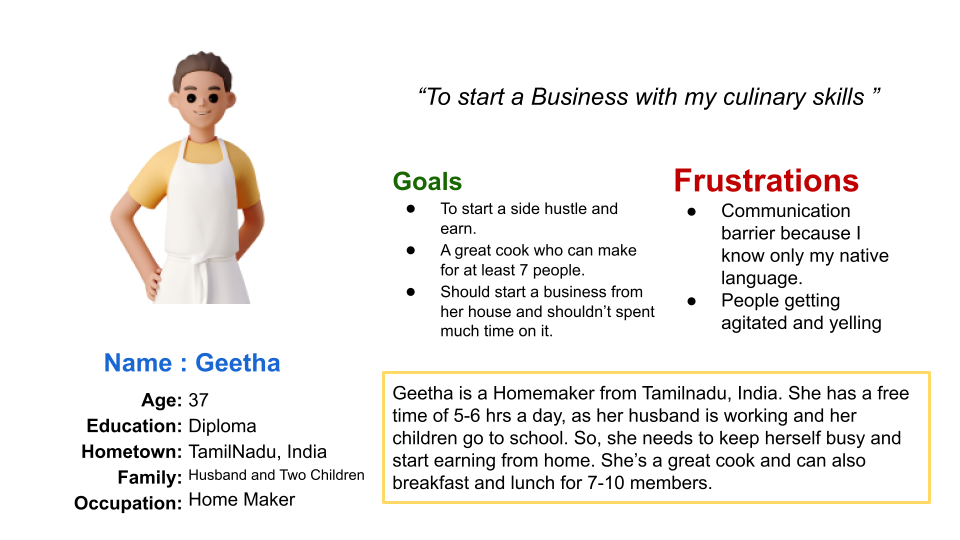 “To start a Business with my culinary skills ”
Goals
● To start a side hustle and
earn.
● A great cook who can make
for at least 7 people.
● Should start a business from
her house and shouldn’t spent
much time on it.
Frustrations
● Communication
barrier because I
know only my native
language.
● People getting
agitated and yelling
Name : Geetha
Age: 37
Education: Diploma
Hometown: TamilNadu, India
Family: Husband and Two Children
Occupation: Home Maker
Geetha is a Homemaker from Tamilnadu, India. She has a free
time of 5-6 hrs a day, as her husband is working and her
children go to school. So, she needs to keep herself busy and
start earning from home. She’s a great cook and can also
breakfast and lunch for 7-10 members.